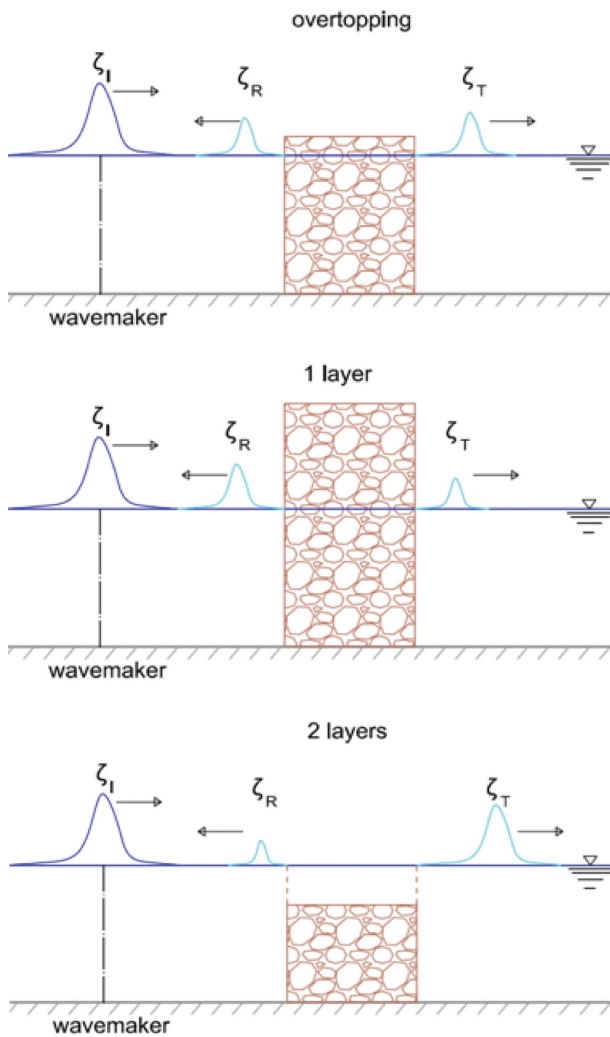 overtopping
ζI
ζR
ζT
wavemaker
1 layer
ζI
ζR
ζT
wavemaker
2 layers
ζI
ζR
ζT
wavemaker